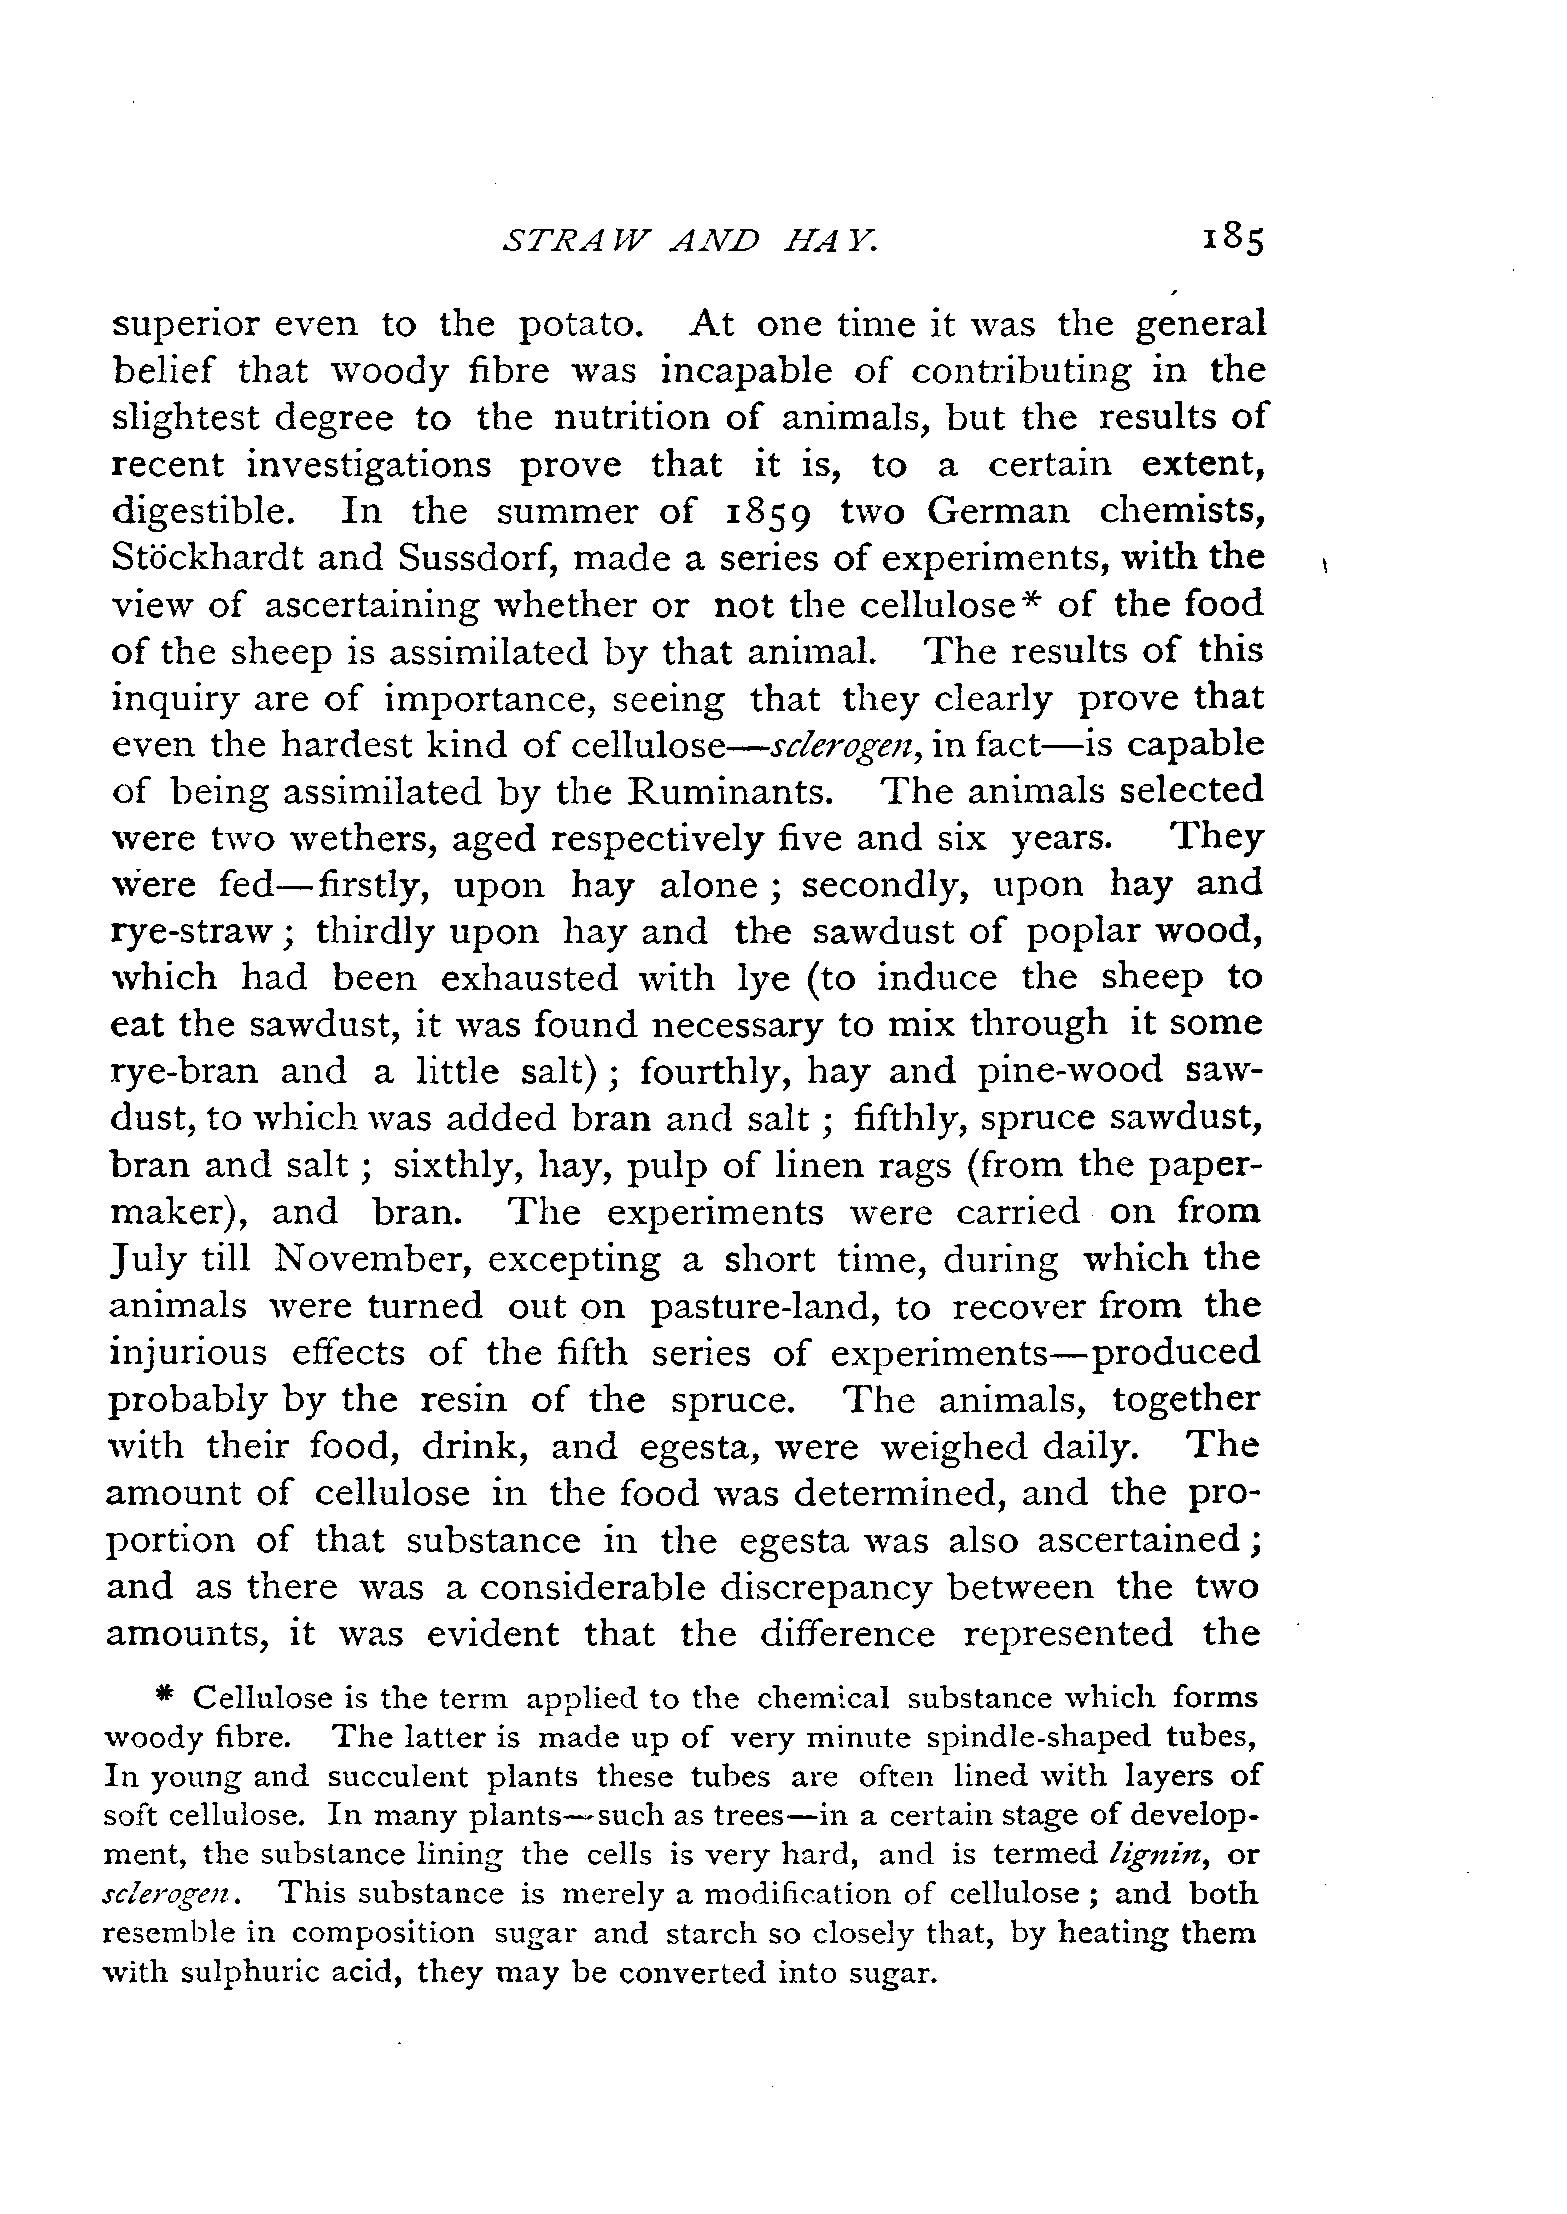 STRAW AND HAY. 185
superior even to the potato. At one time it was the general
belief that woody fibre was incapable of contributing in the
slightest degree to the nutrition of animals, but the results of
recent investigations prove that it is, to a certain extent,
digestible. In the summer of 1859 two German chemists,
Stöckhardt and Sussdorf, made a series of experiments, with the
view of ascertaining whether or not the cellulose* of the food
of the sheep is assimilated by that animal. The results of this
inquiry are of importance, seeing that they clearly prove that
even the hardest kind of cellulose—sclerogen, in fact—is capable
of being assimilated by the Ruminants. The animals selected
were two wethers, aged respectively five and six years. They
were fed—firstly, upon hay alone ; secondly, upon hay and
rye-straw ; thirdly upon hay and the sawdust of poplar wood,
which had been exhausted with lye (to induce the sheep to
eat the sawdust, it was found necessary to mix through it some
rye-bran and a little salt) ; fourthly, hay and pine-wood saw-
dust, to which was added bran and salt ; fifthly, spruce sawdust,
bran and salt ; sixthly, hay, pulp of linen rags (from the paper-
maker), and bran. The experiments were carried on from
July till November, excepting a short time, during which the
animals were turned out on pasture-land, to recover from the
injurious effects of the fifth series of experiments—produced
probably by the resin of the spruce. The animals, together
with their food, drink, and egesta, were weighed daily. The
amount of cellulose in the food was determined, and the pro-
portion of that substance in the egesta was also ascertained ;
and as there was a considerable discrepancy between the two
amounts, it was evident that the difference represented the
* Cellulose is the term applied to the chemical substance which forms
woody fibre. The latter is made up of very minute spindle-shaped tubes,
In young and succulent plants these tubes are often lined with layers of
soft cellulose. In many plants—such as trees—in a certain stage of develop-
ment, the substance lining the cells is very hard, and is termed lignin, or
sclerogen. This substance is merely a modification of cellulose ; and both
resemble in composition sugar and starch so closely that, by heating them
with sulphuric acid, they may be converted into sugar.